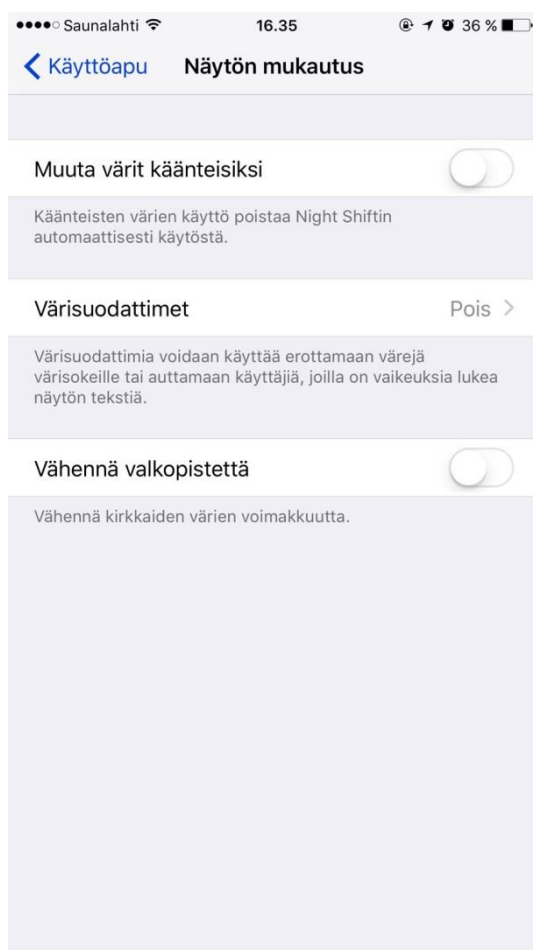 Saunalahti 16.35 36 %
Käyttöapu Näytön mukautus
Muuta värit käänteisiksi
Käänteisten värien käyttö poistaa Night Shiftin
automaattisesti käytöstä.
Värisuodattimet Pois
Värisuodattimia voidaan käyttää erottamaan värejä
värisokeille tai auttamaan käyttäjiä, joilla on vaikeuksia lukea
näytön tekstiä.
Vähennä valkopistettä
Vähennä kirkkaiden värien voimakkuutta.